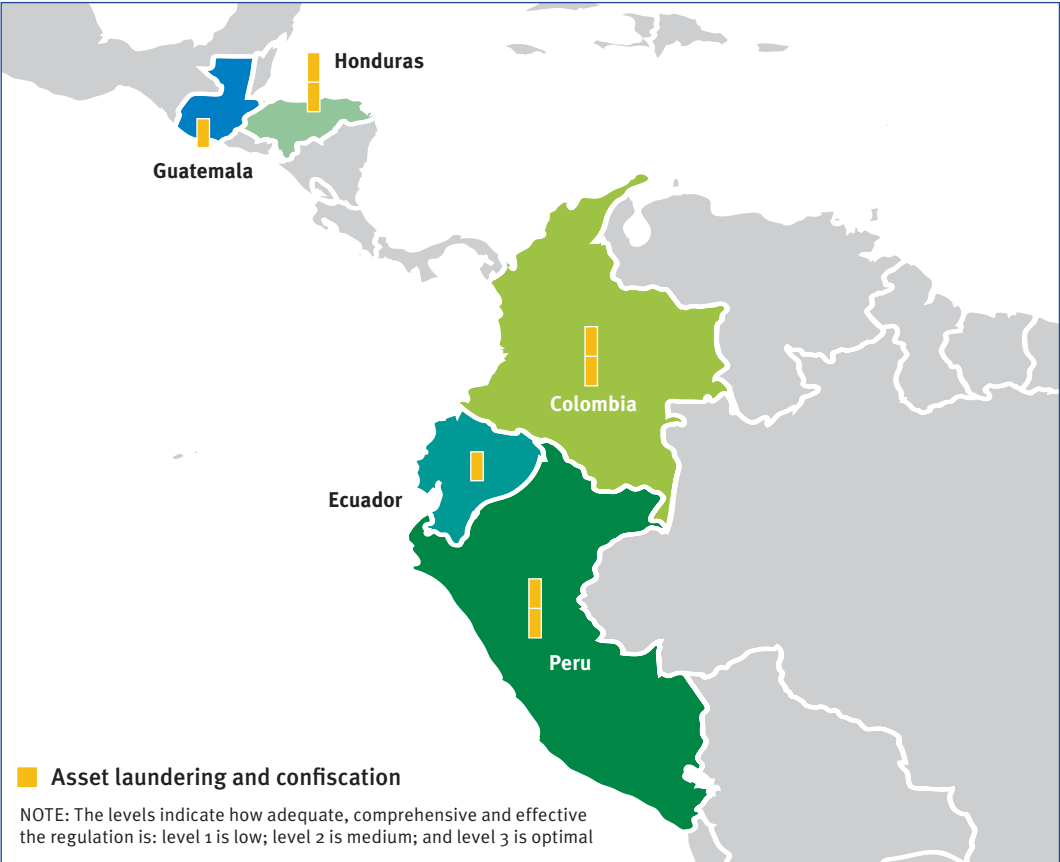 Honduras
Guatemala
Colombia
Ecuador
Peru
Asset laundering and confiscation
NOTE: The levels indicate how adequate, comprehensive and effective
the regulation is: level 1 is low; level 2 is medium; and level 3 is optimal